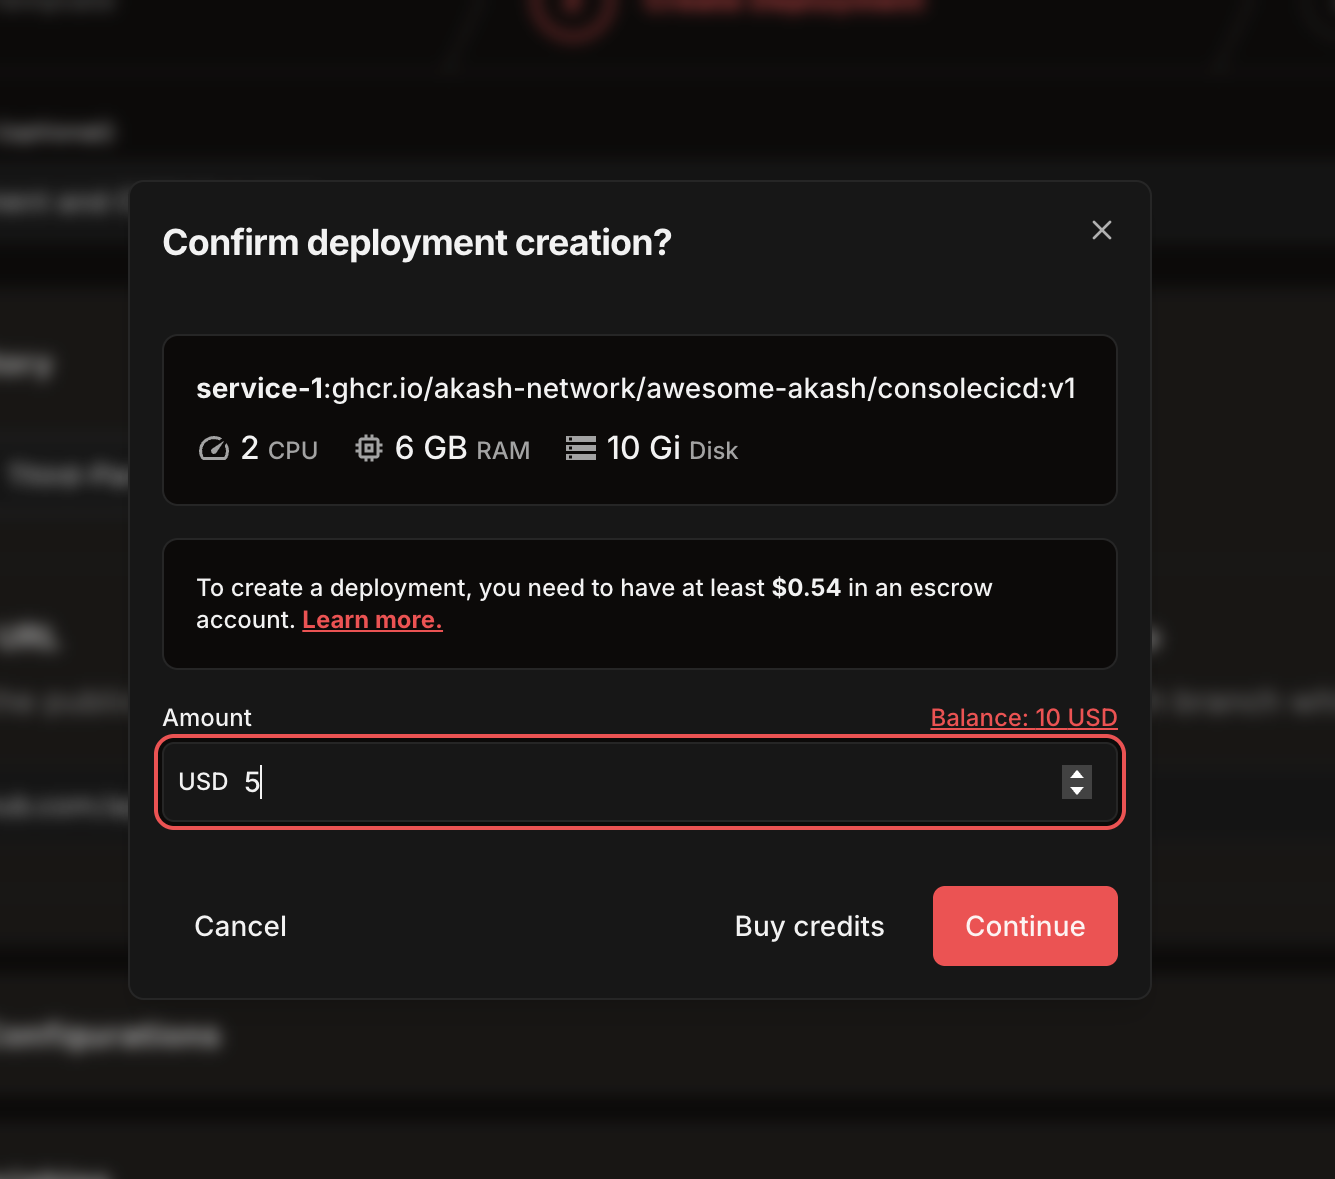 Confirm deployment creation?
service-1:ghcr.io/akash-network/awesome-akash/consolecicd:v1
2 CPU 6 GB RAM 10 Gi Disk
To create a deployment, you need to have at least $0.54 in an escrow
account. Learn more.
Amount Balance: 10 USD
USD 5
Cancel Buy credits Continue
Configurations